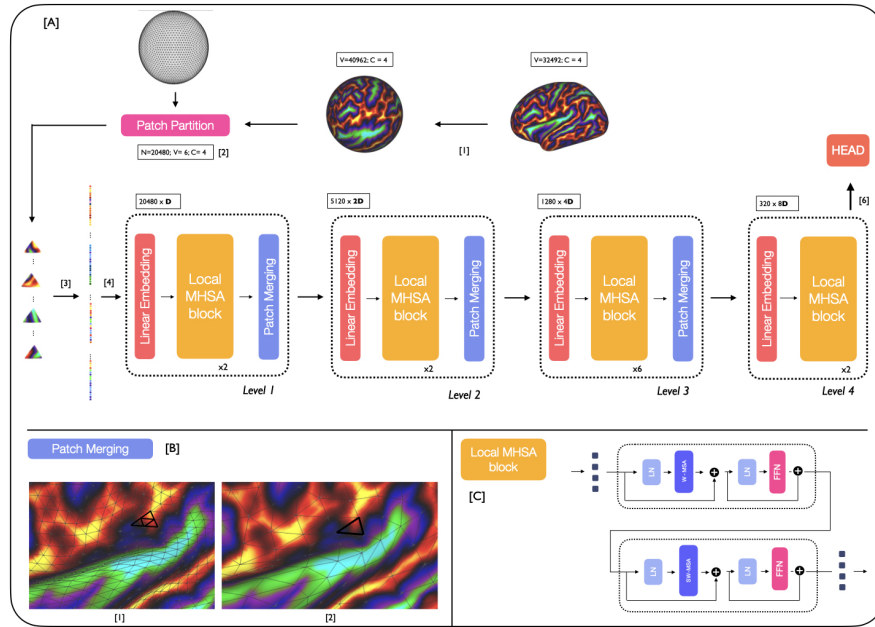 [A]
V=40962; C = 4
V=32492; C = 4
Patch Partition
[1]
N=20480; V= 6; C= 4
[2]
HEAD
[6]
20480 x D
5120 x 2D
1280 x 4D
320 x 8D
[3]
[4]
Linear Embedding
Local
MHSA
block
Patch Merging
x2
Level 1
Linear Embedding
Local
MHSA
block
Patch Merging
x2
Level 2
Linear Embedding
Local
MHSA
block
Patch Merging
x6
Level 3
Linear Embedding
Local
MHSA
block
x2
Level 4
Patch Merging
[B]
[1]
[2]
Local MHSA
block
[C]
LN
W - MSA
LN
FFN
LN
SW-MSA
LN
FFN